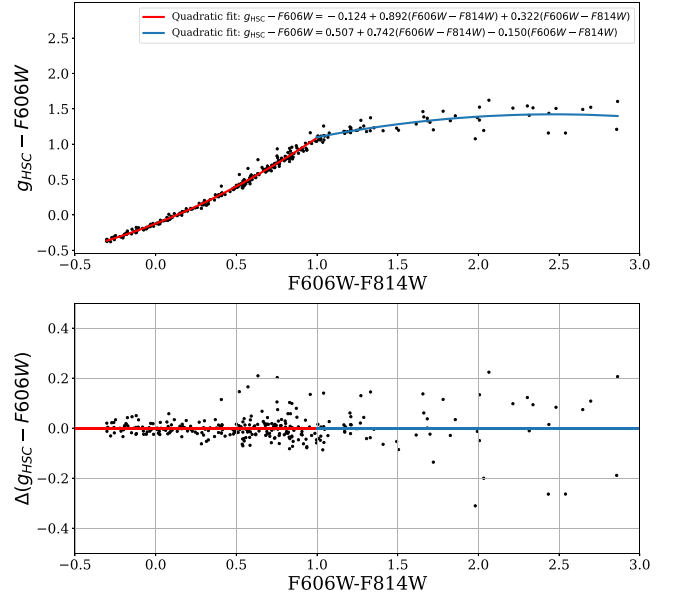 Quadratic fit: g_HSC − F606W = −0.124 + 0.892(F606W − F814W) + 0.322(F606W − F814W)
Quadratic fit: g_HSC − F606W = 0.507 + 0.742(F606W − F814W) − 0.150(F606W − F814W)
2.5
2.0
1.5
1.0
0.5
0.0
−0.5
g_HSC − F606W
−0.5 0.0 0.5 1.0 1.5 2.0 2.5 3.0
F606W-F814W
0.4
0.2
0.0
−0.2
−0.4
Δ(g_HSC − F606W)
−0.5 0.0 0.5 1.0 1.5 2.0 2.5 3.0
F606W-F814W